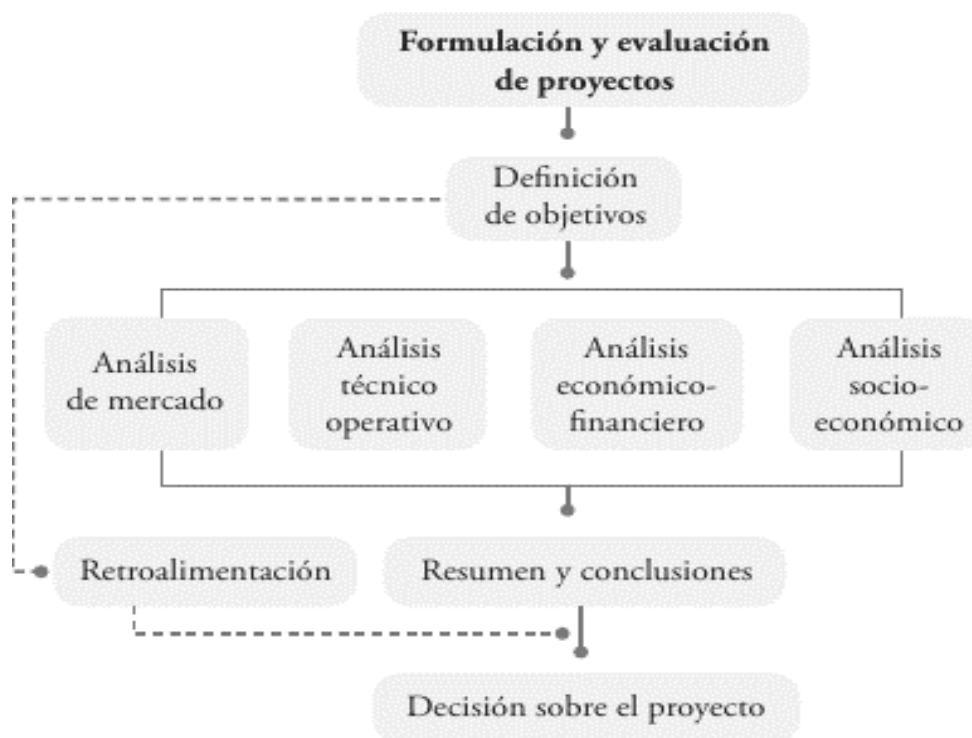 Formulación y evaluación
de proyectos
Definición
de objetivos
Análisis
de mercado
Análisis
técnico
operativo
Análisis
económico-
financiero
Análisis
socio-
económico
Retroalimentación
Resumen y conclusiones
Decisión sobre el proyecto